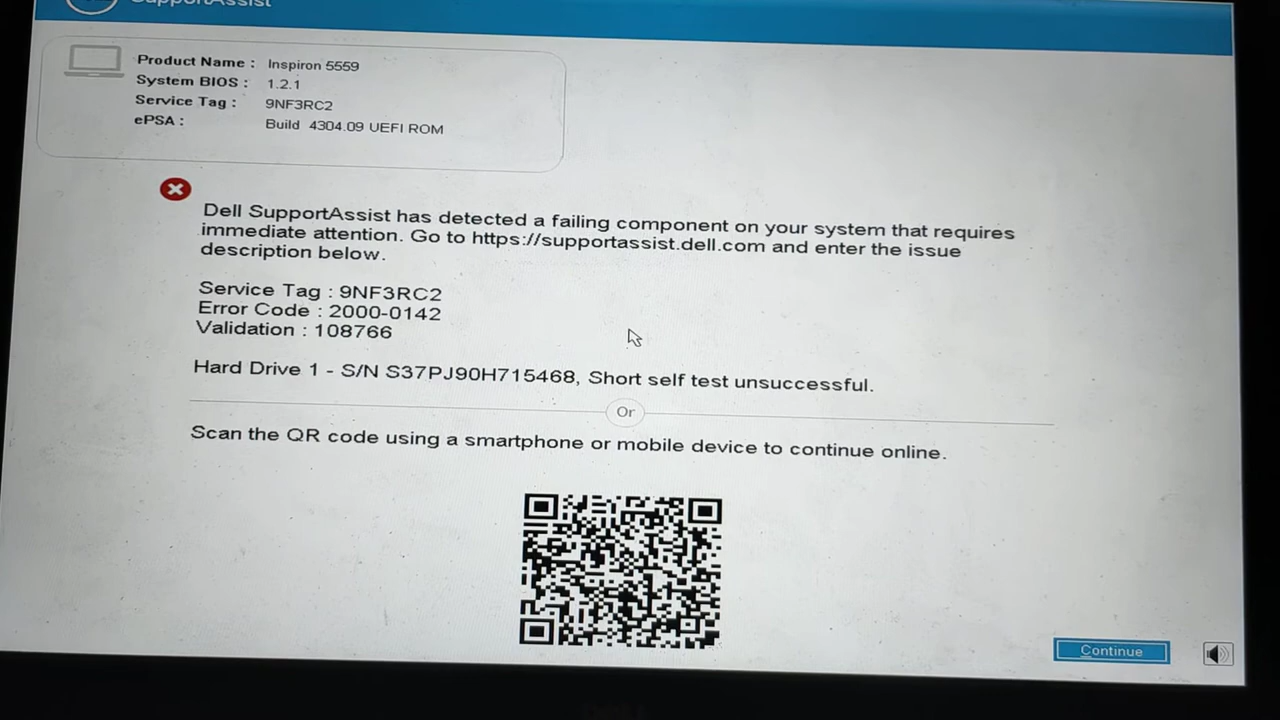 SupportAssist
Product Name : Inspiron 5559
System BIOS : 1.2.1
Service Tag : 9NF3RC2
ePSA : Build 4304.09 UEFI ROM
Dell SupportAssist has detected a failing component on your system that requires
immediate attention. Go to https://supportassist.dell.com and enter the issue
description below.
Service Tag : 9NF3RC2
Error Code : 2000-0142
Validation : 108766
Hard Drive 1 - S/N S37PJ90H715468, Short self test unsuccessful.
Or
Scan the QR code using a smartphone or mobile device to continue online.
Continue